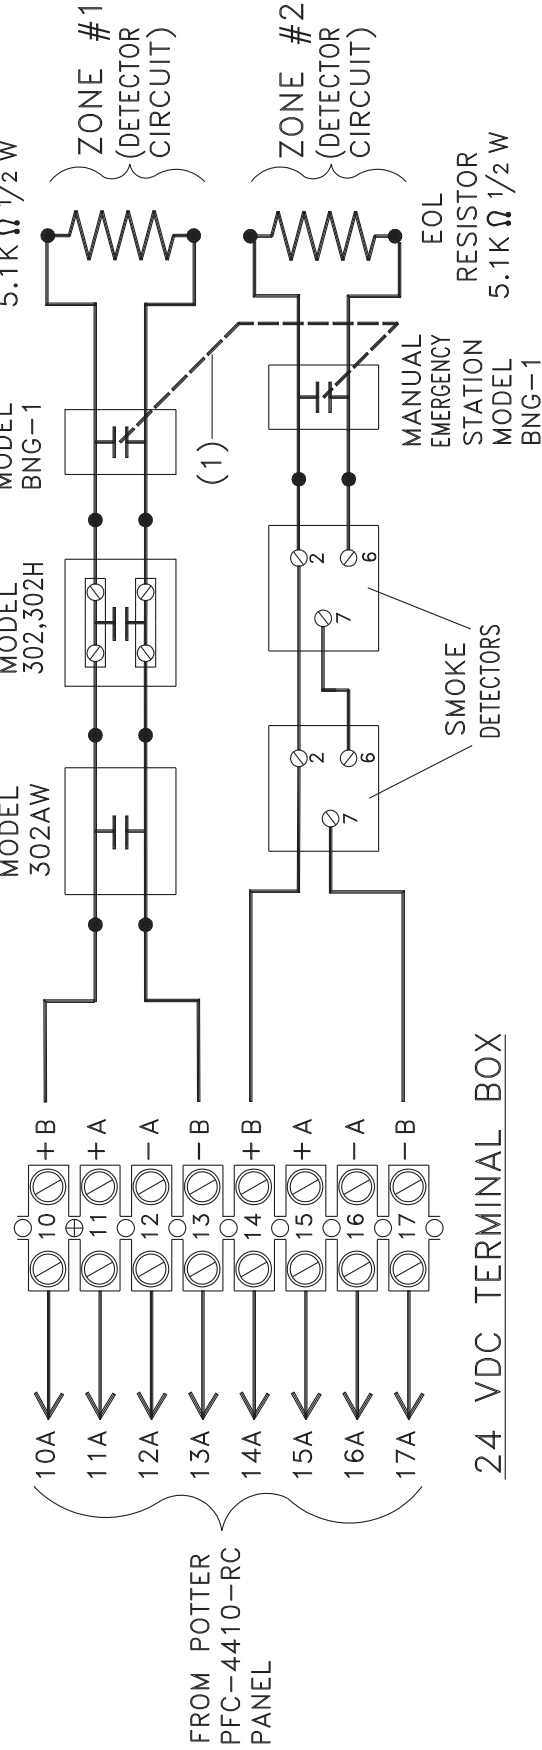 FROM POTTER
PFC-4410-RC
PANEL
10A
11A
12A
13A
14A
15A
16A
17A
10
11
12
13
14
15
16
17
+B
+A
-A
-B
+B
+A
-A
-B
24 VDC TERMINAL BOX
MODEL
302AW
MODEL
302,302H
MODEL
BNG-1
5.1K Ω 1/2 W
(1)
ZONE #1
(DETECTOR
CIRCUIT)
2
6
7
2
6
7
SMOKE
DETECTORS
MANUAL
EMERGENCY
STATION
MODEL
BNG-1
EOL
RESISTOR
5.1K Ω 1/2 W
ZONE #2
(DETECTOR
CIRCUIT)